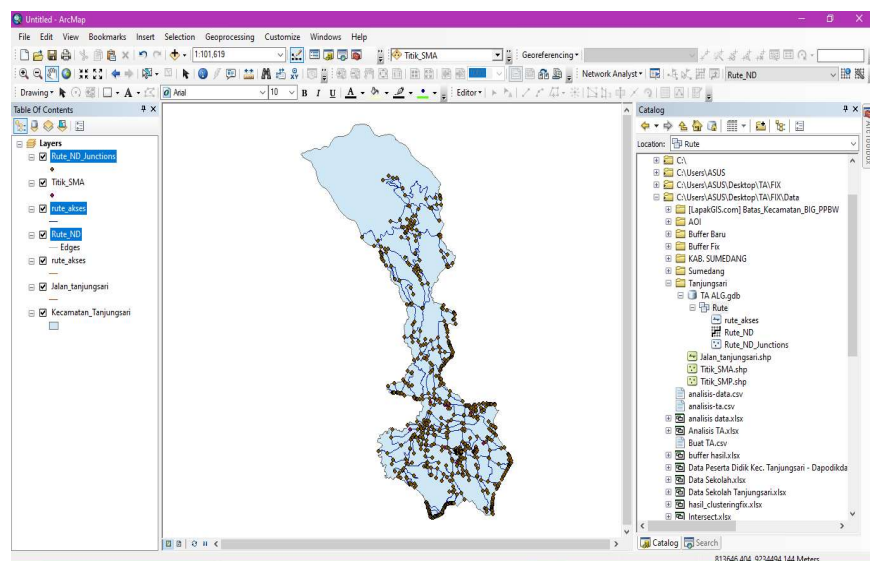 Untitled - ArcMap
File Edit View Bookmarks Insert Selection Geoprocessing Customize Windows Help
1:101,619 Titik_SMA Georeferencing
Network Analyst Rute_ND
Drawing Arial 10 B I U A Editor
Table Of Contents
Layers
Rute_ND_Junctions
Titik_SMA
rute_akses
Rute_ND
Edges
rute_akses
Jalan_tanjungsari
Kecamatan_Tanjungsari
Catalog
Location: Rute
C:\
C:\Users\ASUS
C:\Users\ASUS\Desktop\TA\FIX
C:\Users\ASUS\Desktop\TA\FIX\Data
[LapakGIS.com] Batas_Kecamatan_BIG_PPBW
AOI
Buffer Baru
Buffer Fix
KAB. SUMEDANG
Sumedang
Tanjungsari
TA ALG.gdb
Rute
rute_akses
Rute_ND
Rute_ND_Junctions
Jalan_tanjungsari.shp
Titik_SMA.shp
Titik_SMP.shp
analisis-data.csv
analisis-ta.csv
analisis data.xlsx
Analisis TA.xlsx
Buat TA.csv
buffer hasil.xlsx
Data Peserta Didik Kec. Tanjungsari - Dapodikda
Data Sekolah.xlsx
Data Sekolah Tanjungsari.xlsx
hasil_clusteringfix.xlsx
Intersect.xlsx
Catalog Search
ArcToolbox
813646,404 9234494,144 Meters